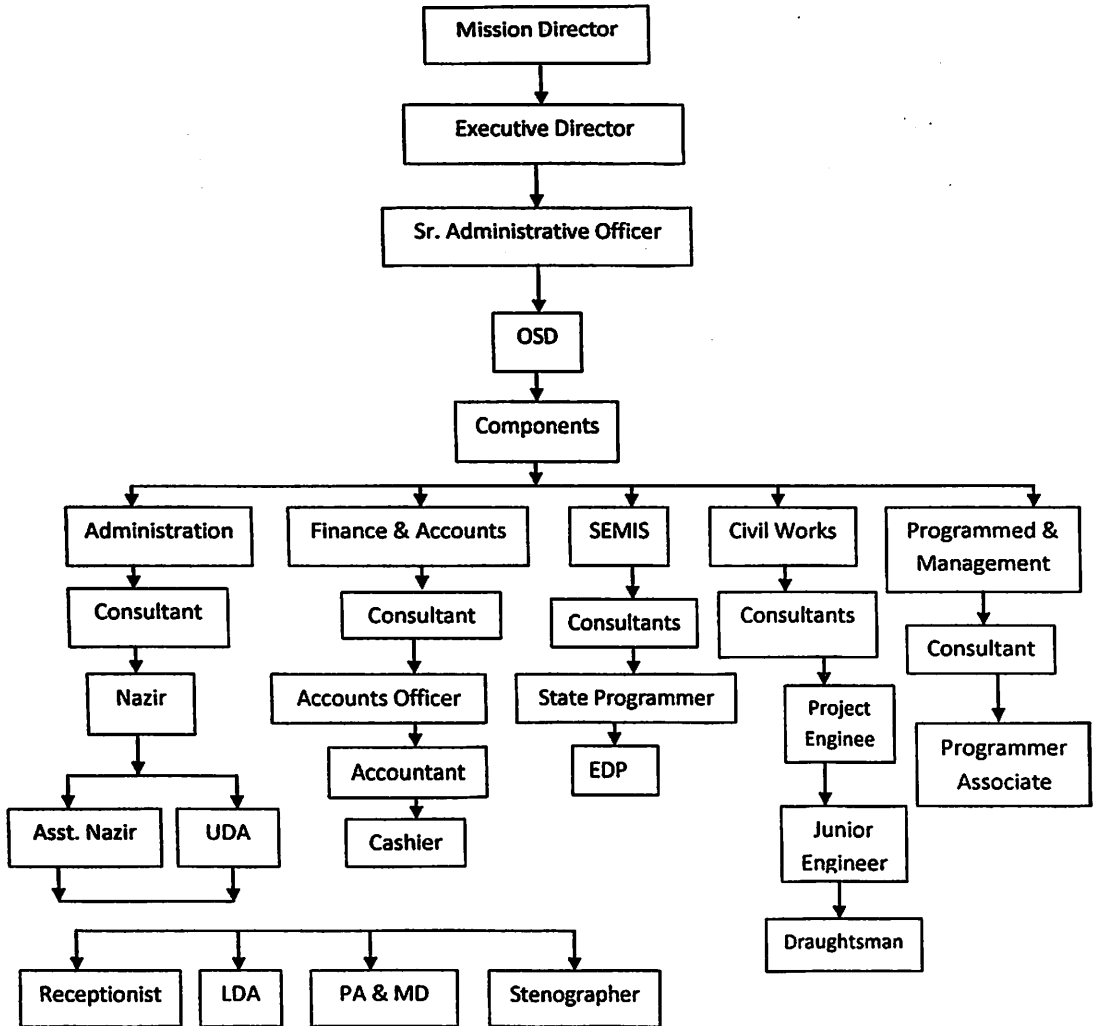 Mission Director
Executive Director
Sr. Administrative Officer
OSD
Components
Administration
Finance & Accounts
SEMIS
Civil Works
Programmed &
Management
Consultant
Consultant
Consultants
Consultants
Consultant
Nazir
Accounts Officer
State Programmer
Project
Enginee
Programmer
Associate
Accountant
EDP
Asst. Nazir
UDA
Cashier
Junior
Engineer
Draughtsman
Receptionist
LDA
PA & MD
Stenographer